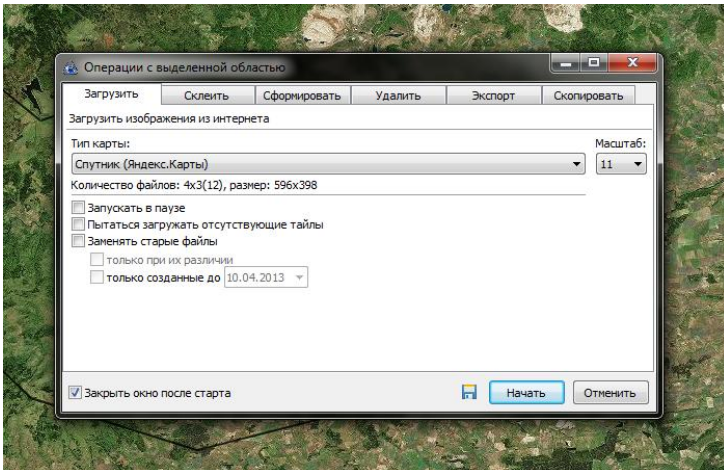 Операции с выделенной областью
Загрузить Склеить Сформировать Удалить Экспорт Скопировать
Загрузить изображения из интернета
Тип карты: Масштаб:
Спутник (Яндекс.Карты) 11
Количество файлов: 4x3(12), размер: 596x398
Запускать в паузе
Пытаться загружать отсутствующие тайлы
Заменять старые файлы
только при их различии
только созданные до 10.04.2013
Закрыть окно после старта Начать Отменить